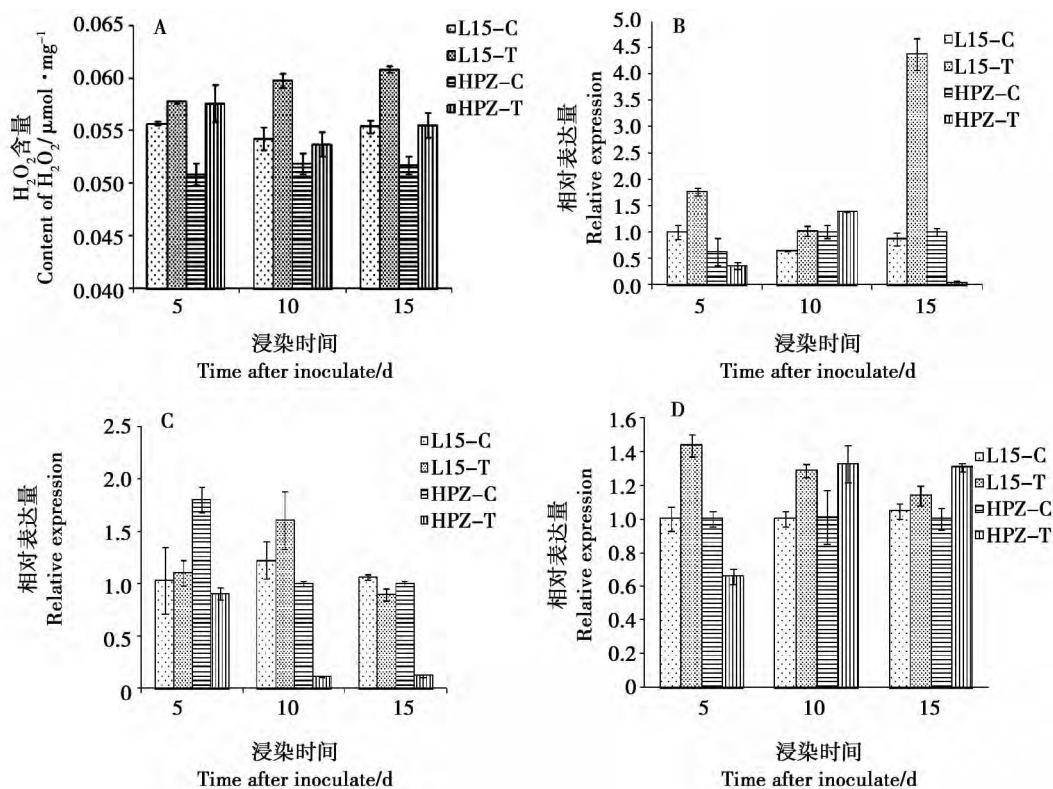 A
0.065
0.060
0.055
0.050
0.045
0.040
H₂O₂含量
Content of H₂O₂/μmol·mg⁻¹
L15-C
L15-T
HPZ-C
HPZ-T
5 10 15
浸染时间
Time after inoculate/d
B
5.0
4.5
4.0
3.5
3.0
2.5
2.0
1.5
1.0
0.5
0.0
相对表达量
Relative expression
L15-C
L15-T
HPZ-C
HPZ-T
5 10 15
浸染时间
Time after inoculate/d
C
2.5
2.0
1.5
1.0
0.5
0
相对表达量
Relative expression
L15-C
L15-T
HPZ-C
HPZ-T
5 10 15
浸染时间
Time after inoculate/d
D
1.6
1.4
1.2
1.0
0.8
0.6
0.4
0.2
0
相对表达量
Relative expression
L15-C
L15-T
HPZ-C
HPZ-T
5 10 15
浸染时间
Time after inoculate/d